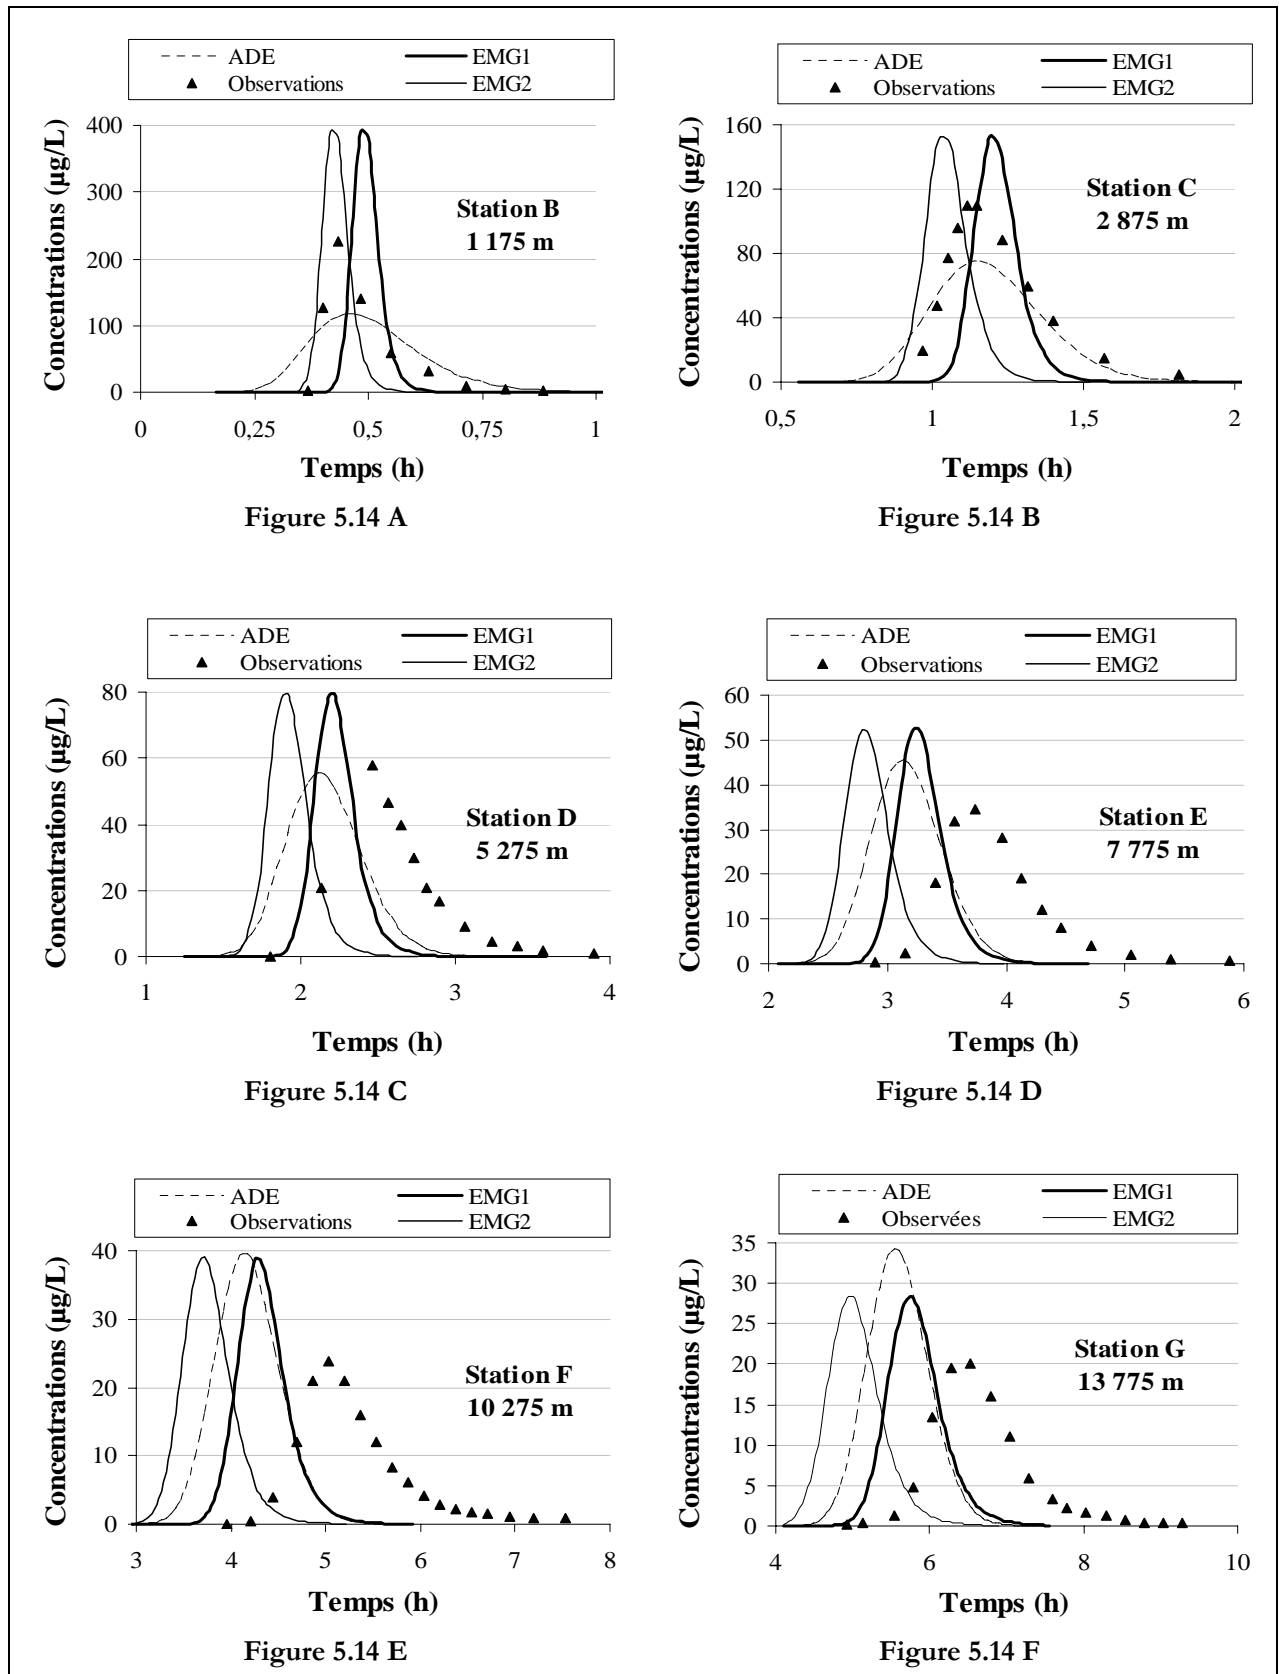 ADE EMG1
Observations EMG2
Concentrations (µg/L)
400
300
200
100
0
Station B
1 175 m
0 0,25 0,5 0,75 1
Temps (h)
Figure 5.14 A
ADE EMG1
Observations EMG2
Concentrations (µg/L)
160
120
80
40
0
Station C
2 875 m
0,5 1 1,5 2
Temps (h)
Figure 5.14 B
ADE EMG1
Observations EMG2
Concentrations (µg/L)
80
60
40
20
0
Station D
5 275 m
1 2 3 4
Temps (h)
Figure 5.14 C
ADE EMG1
Observations EMG2
Concentrations (µg/L)
60
50
40
30
20
10
0
Station E
7 775 m
2 3 4 5 6
Temps (h)
Figure 5.14 D
ADE EMG1
Observations EMG2
Concentrations (µg/L)
40
30
20
10
0
Station F
10 275 m
3 4 5 6 7 8
Temps (h)
Figure 5.14 E
ADE EMG1
Observées EMG2
Concentrations (µg/L)
35
30
25
20
15
10
5
0
Station G
13 775 m
4 6 8 10
Temps (h)
Figure 5.14 F